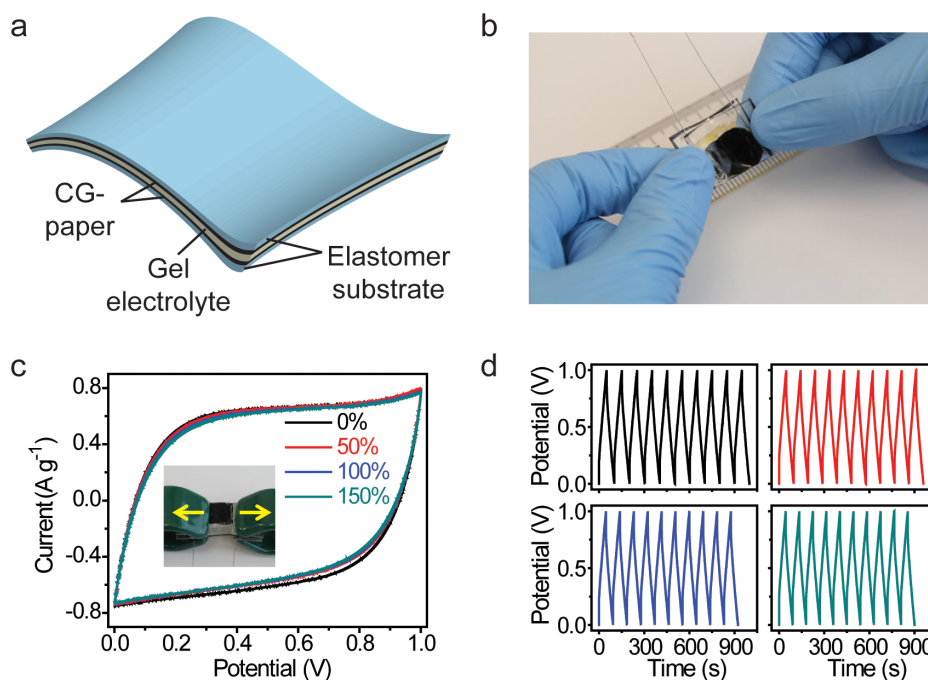 a
CG-
paper
Gel
electrolyte
Elastomer
substrate
b
c
Current (A g⁻¹)
0.8
0.4
0.0
-0.4
-0.8
0%
50%
100%
150%
0.0 0.2 0.4 0.6 0.8 1.0
Potential (V)
d
Potential (V)
1.0
0.5
0.0
Potential (V)
1.0
0.5
0.0
0 300 600 900
Time (s)
0 300 600 900
Time (s)